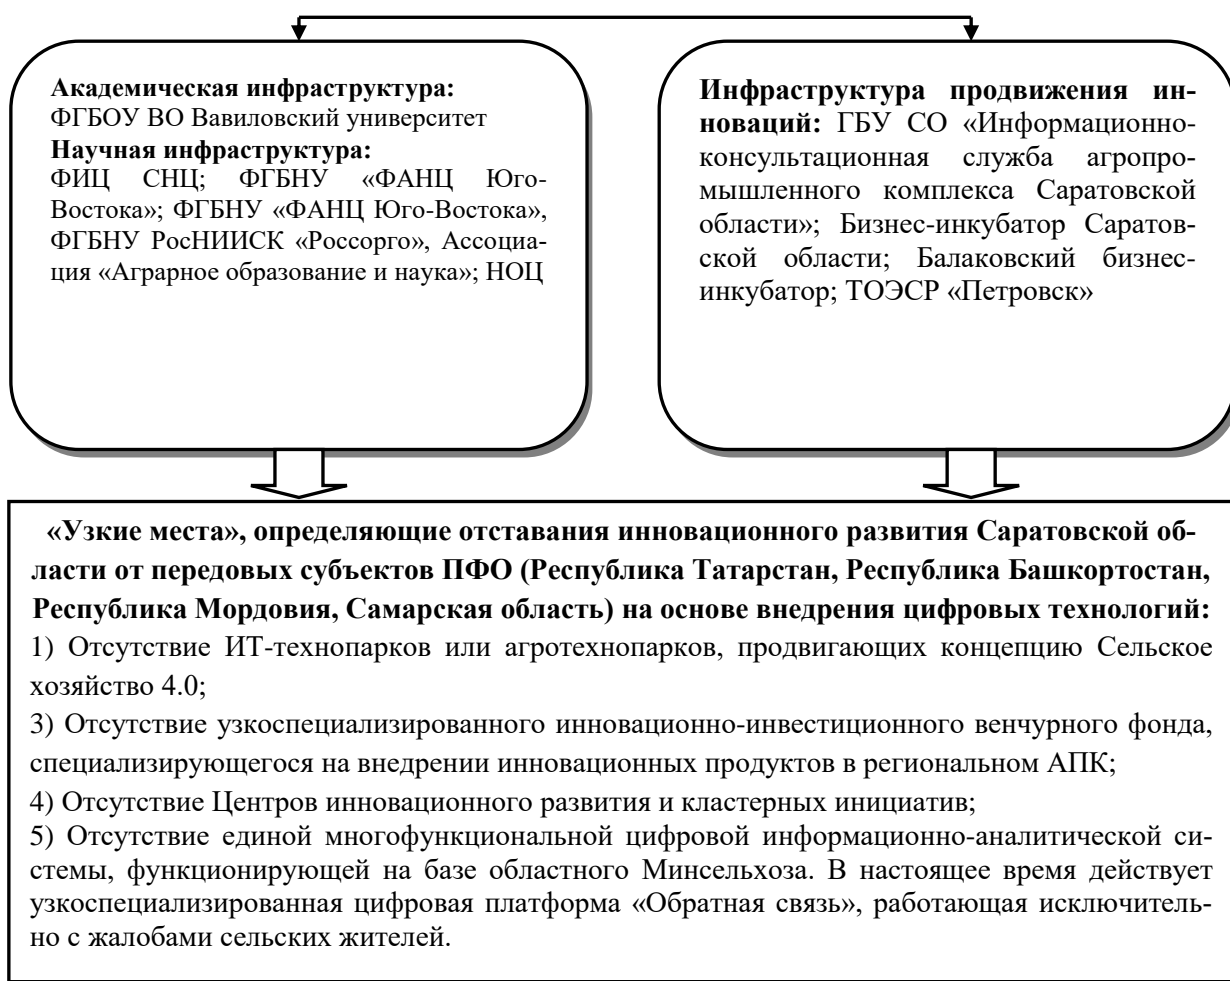 Академическая инфраструктура:
ФГБОУ ВО Вавиловский университет
Научная инфраструктура:
ФИЦ СНЦ; ФГБНУ «ФАНЦ Юго-
Востока»; ФГБНУ «ФАНЦ Юго-Востока»,
ФГБНУ РосНИИСК «Россорго», Ассоциа-
ция «Аграрное образование и наука»; НОЦ
Инфраструктура продвижения ин-
новаций: ГБУ СО «Информационно-
консультационная служба агропро-
мышленного комплекса Саратовской
области»; Бизнес-инкубатор Саратов-
ской области; Балаковский бизнес-
инкубатор; ТОЭСР «Петровск»
«Узкие места», определяющие отставания инновационного развития Саратовской об-
ласти от передовых субъектов ПФО (Республика Татарстан, Республика Башкортостан,
Республика Мордовия, Самарская область) на основе внедрения цифровых технологий:
1) Отсутствие ИТ-технопарков или агротехнопарков, продвигающих концепцию Сельское
хозяйство 4.0;
3) Отсутствие узкоспециализированного инновационно-инвестиционного венчурного фонда,
специализирующегося на внедрении инновационных продуктов в региональном АПК;
4) Отсутствие Центров инновационного развития и кластерных инициатив;
5) Отсутствие единой многофункциональной цифровой информационно-аналитической си-
стемы, функционирующей на базе областного Минсельхоза. В настоящее время действует
узкоспециализированная цифровая платформа «Обратная связь», работающая исключитель-
но с жалобами сельских жителей.